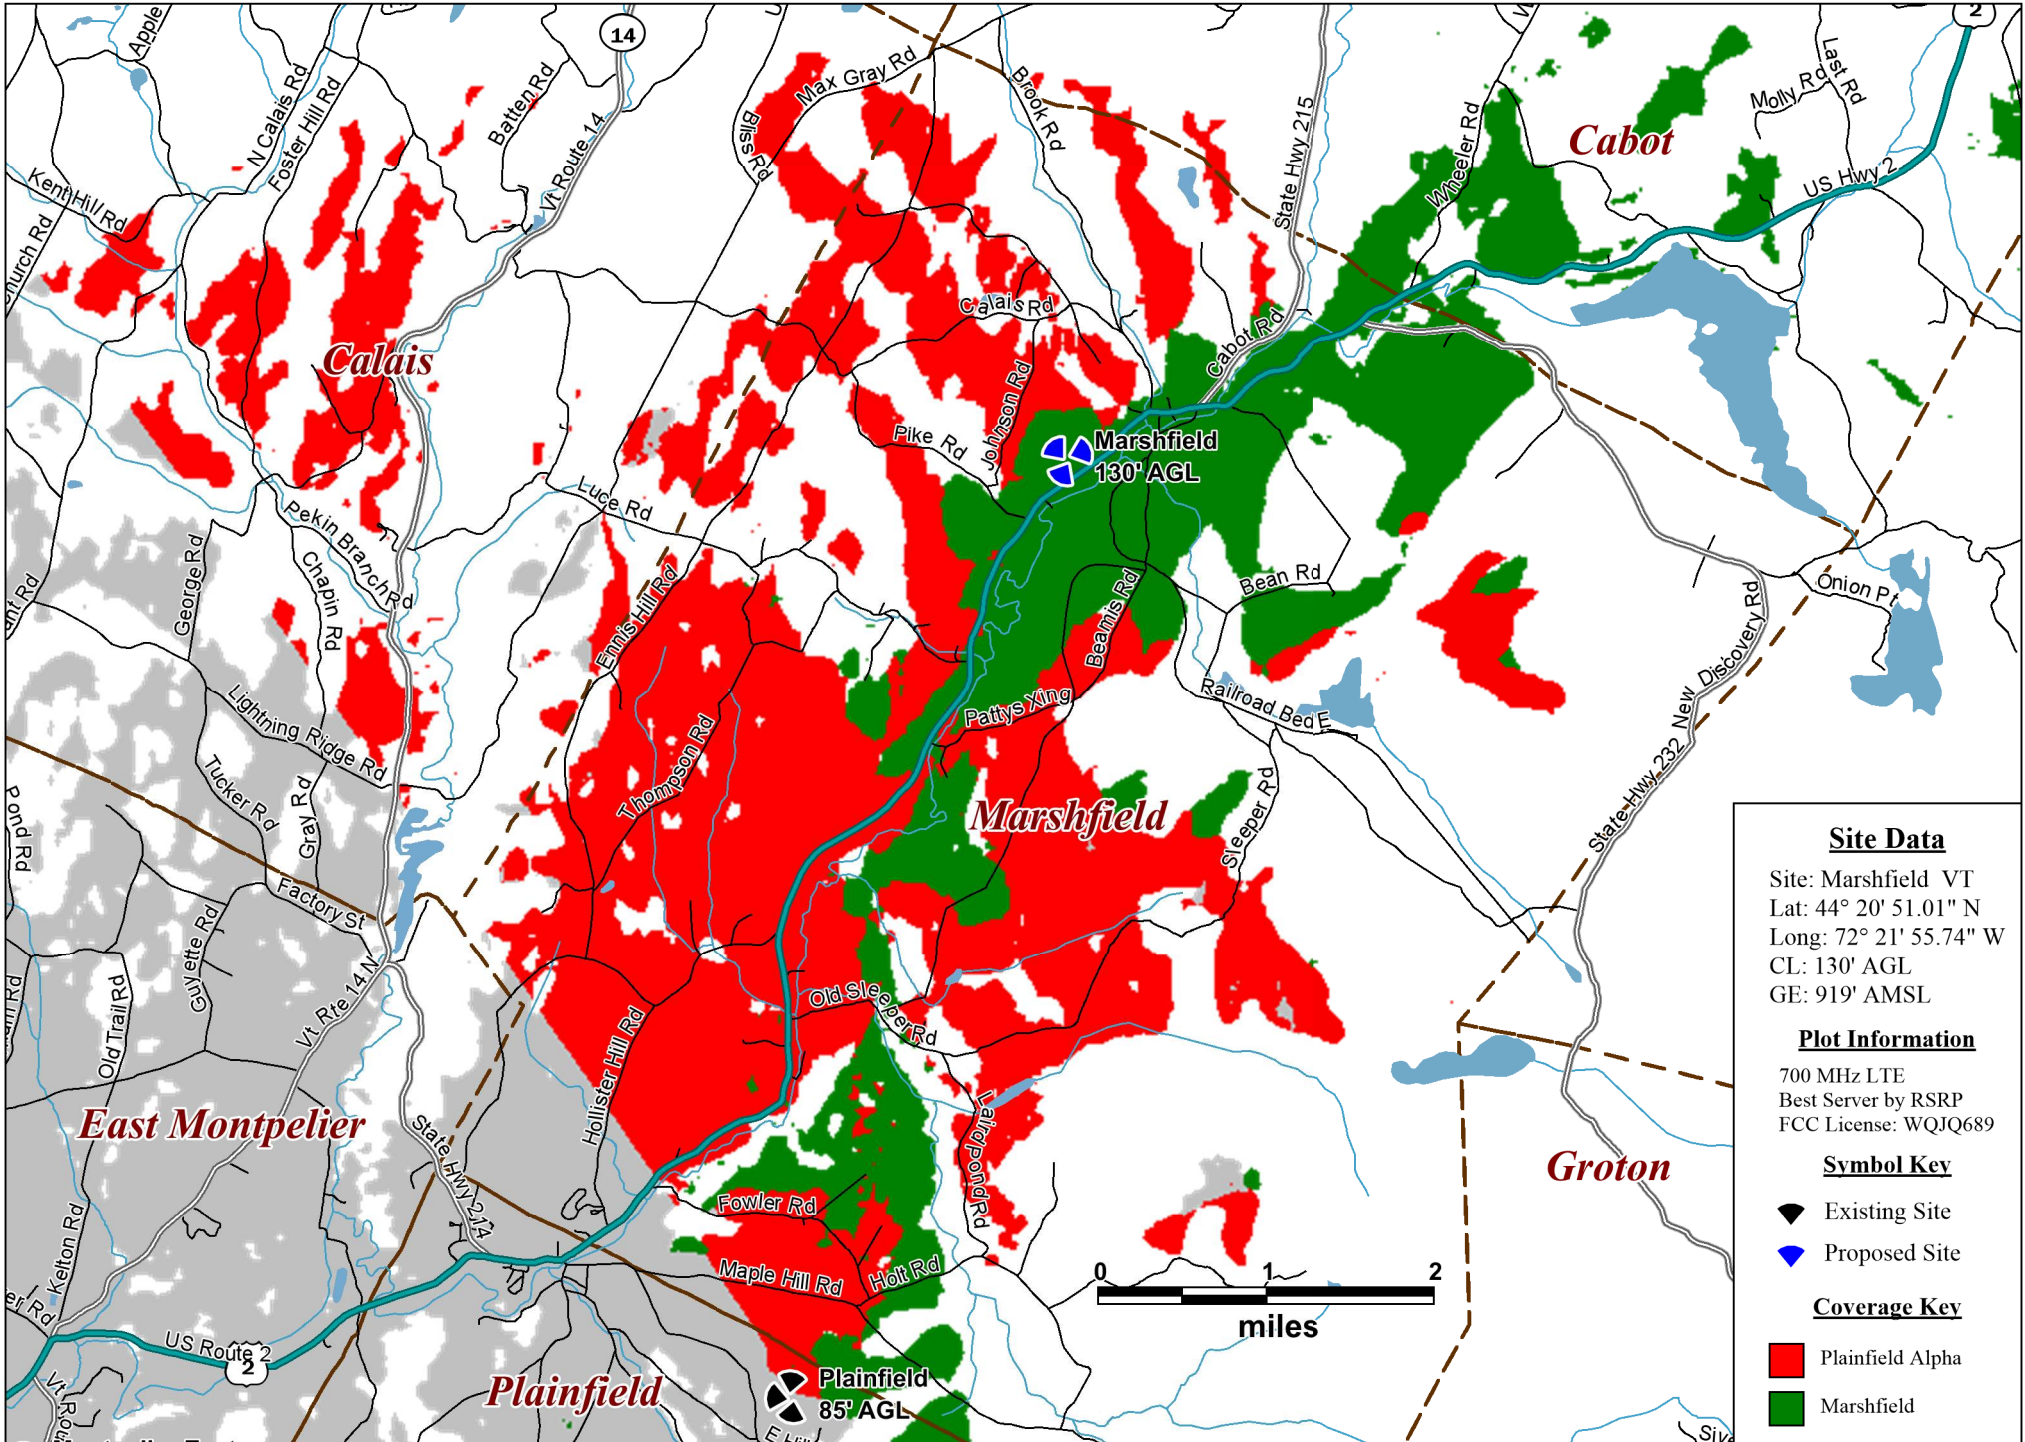 14
2
Apple
N Calais Rd
Foster Hill Rd
Batten Rd
Vt Route 14
Max Gray Rd
Bliss Rd
Brook Rd
State Hwy 215
Wheeler Rd
Last Rd
Molly Rd
Cabot
US Hwy 2
Kent Hill Rd
Church Rd
Calais Rd
Cabot Rd
Calais
Johnson Rd
Pike Rd
Marshfield
130' AGL
Luce Rd
Pekin Branch Rd
George Rd
Chapin Rd
Ennis Hill Rd
Beamis Rd
Bean Rd
Onion Pt
State Hwy 232 New Discovery Rd
Lightning Ridge Rd
Thompson Rd
Pattys Xing
Railroad Bed E
Tucker Rd
Gray Rd
Pond Rd
Marshfield
Sleeper Rd
Factory St
Guyette Rd
Old Trail Rd
Vt Rte 14 N
Old Sleeper Rd
Hollister Hill Rd
Laird pond Rd
East Montpelier
State Hwy 214
Groton
Kelton Rd
Fowler Rd
Maple Hill Rd
Holt Rd
0 1 2
miles
US Route 2
2
Plainfield
Plainfield
85' AGL
Site Data
Site: Marshfield VT
Lat: 44° 20' 51.01" N
Long: 72° 21' 55.74" W
CL: 130' AGL
GE: 919' AMSL
Plot Information
700 MHz LTE
Best Server by RSRP
FCC License: WQJQ689
Symbol Key
Existing Site
Proposed Site
Coverage Key
Plainfield Alpha
Marshfield